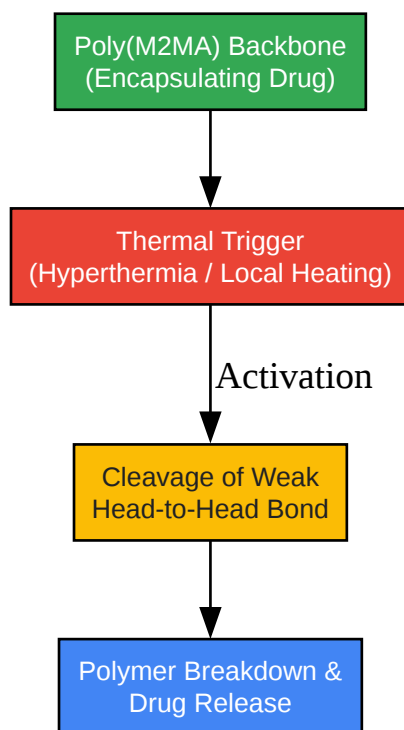 Poly(M2MA) Backbone
(Encapsulating Drug)
Thermal Trigger
(Hyperthermia / Local Heating)
Activation
Cleavage of Weak
Head-to-Head Bond
Polymer Breakdown &
Drug Release